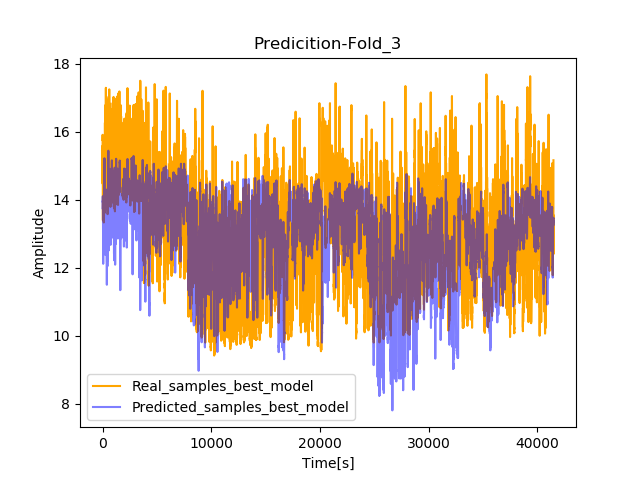 Predicition-Fold_3
18
16
14
12
10
8
Amplitude
Real_samples_best_model
Predicted_samples_best_model
0 10000 20000 30000 40000
Time[s]